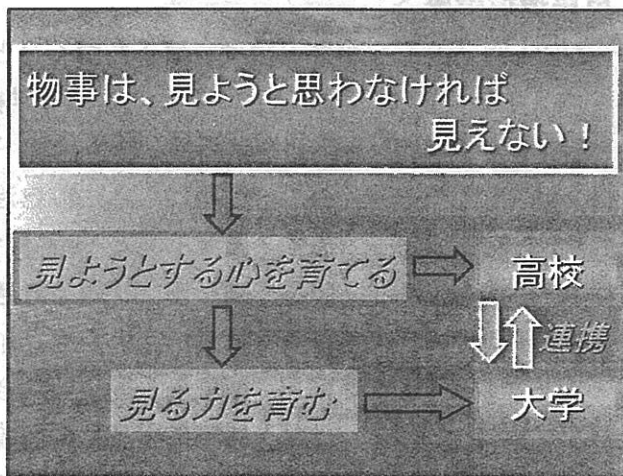 物事は、見ようと思わなければ
見えない！
見ようとする心を育てる
高校
連携
見る力を育む
大学